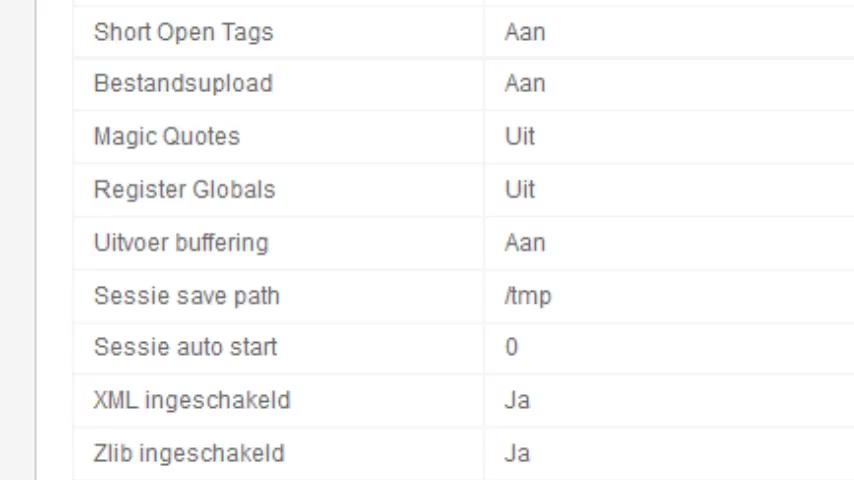 Short Open Tags Aan
Bestandsupload Aan
Magic Quotes Uit
Register Globals Uit
Uitvoer buffering Aan
Sessie save path /tmp
Sessie auto start 0
XML ingeschakeld Ja
Zlib ingeschakeld Ja